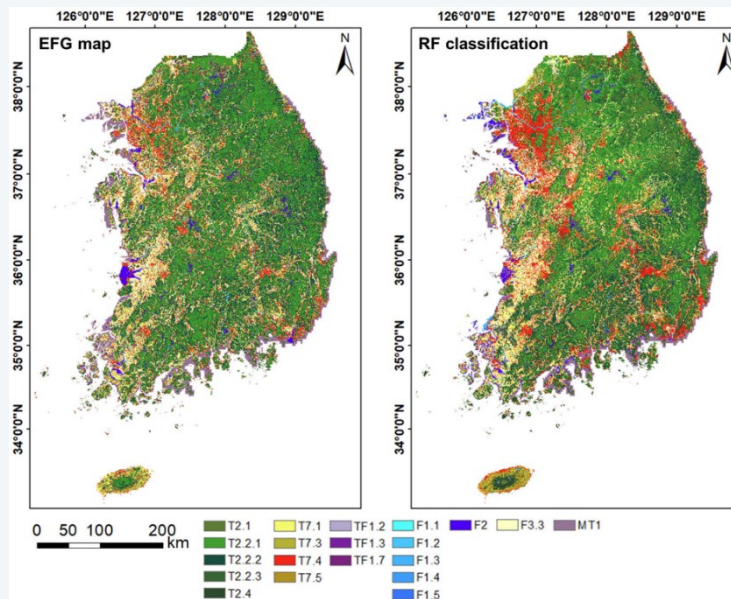 126°0'0"E 127°0'0"E 128°0'0"E 129°0'0"E
126°0'0"E 127°0'0"E 128°0'0"E 129°0'0"E
EFG map
N
RF classification
N
38°0'0"N
37°0'0"N
36°0'0"N
35°0'0"N
34°0'0"N
38°0'0"N
37°0'0"N
36°0'0"N
35°0'0"N
34°0'0"N
0 50 100 200
km
T2.1 T7.1 TF1.2 F1.1 F2 F3.3 MT1
T2.2.1 T7.3 TF1.3 F1.2
T2.2.2 T7.4 TF1.7 F1.3
T2.2.3 T7.5 F1.4
T2.4 F1.5